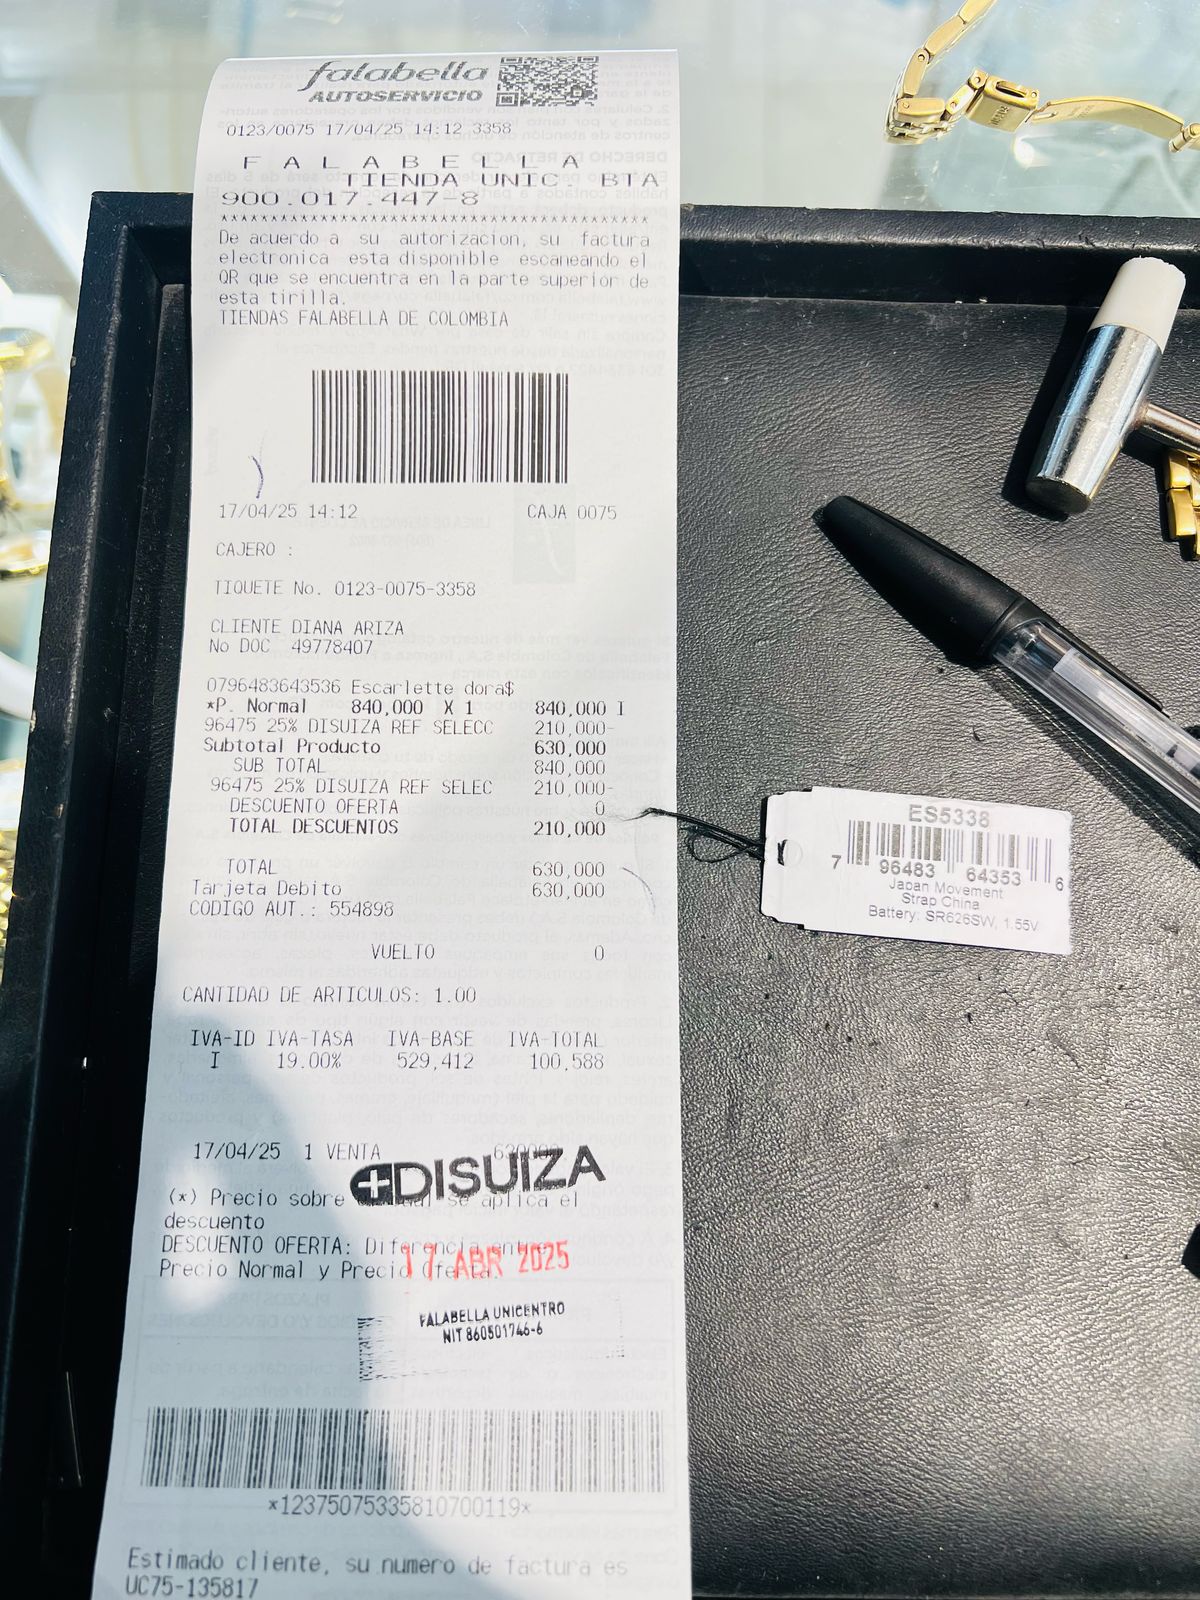 falabella
AUTOSERVICIO
0123/0075 17/04/25 14:12 3358
F A L A B E L L A
TIENDA UNIC. BTA
900.017.447-8
****************************************
De acuerdo a su autorizacion, su factura
electronica esta disponible escaneando el
QR que se encuentra en la parte superior de
esta tirilla.
TIENDAS FALABELLA DE COLOMBIA
17/04/25 14:12 CAJA 0075
CAJERO :
TIQUETE No. 0123-0075-3358
CLIENTE DIANA ARIZA
No DOC 49778407
0796483643536 Escarlette dora$
*P. Normal 840,000 X 1 840,000 I
96475 25% DISUIZA REF SELECC 210,000-
Subtotal Producto 630,000
SUB TOTAL 840,000
96475 25% DISUIZA REF SELEC 210,000-
DESCUENTO OFERTA 0
TOTAL DESCUENTOS 210,000
TOTAL 630,000
Tarjeta Debito 630,000
CODIGO AUT.: 554898
VUELTO 0
CANTIDAD DE ARTICULOS: 1.00
IVA-ID IVA-TASA IVA-BASE IVA-TOTAL
I 19.00% 529,412 100,588
17/04/25 1 VENTA 630000
DISUIZA
(*) Precio sobre el cual se aplica el
descuento
DESCUENTO OFERTA: Diferencia entre
Precio Normal y Precio Oferta.
17 ABR 2025
FALABELLA UNICENTRO
NIT 860501746-6
*12375075335810700119*
Estimado cliente, su numero de factura es
UC75-135817
ES5338
7 96483 64353 6
Japan Movement
Strap China
Battery: SR626SW, 1.55V